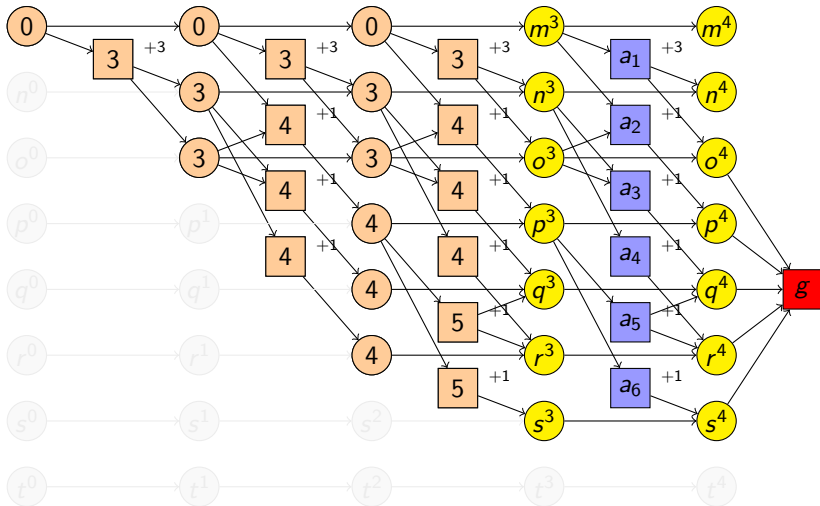 0 0 0 m³ m⁴
3 +3 3 +3 3 +3 a₁ +3
n⁰ 3 3 n³ n⁴
4 +1 4 +1 a₂ +1
o⁰ 3 3 o³ o⁴
4 +1 4 +1 a₃ +1
p⁰ p¹ 4 p³ p⁴
4 +1 4 +1 a₄ +1
q⁰ q¹ 4 q³ q⁴ g
5 +1 a₅ +1
r⁰ r¹ 4 r³ r⁴
5 +1 a₆ +1
s⁰ s¹ s² s³ s⁴
t⁰ t¹ t² t³ t⁴